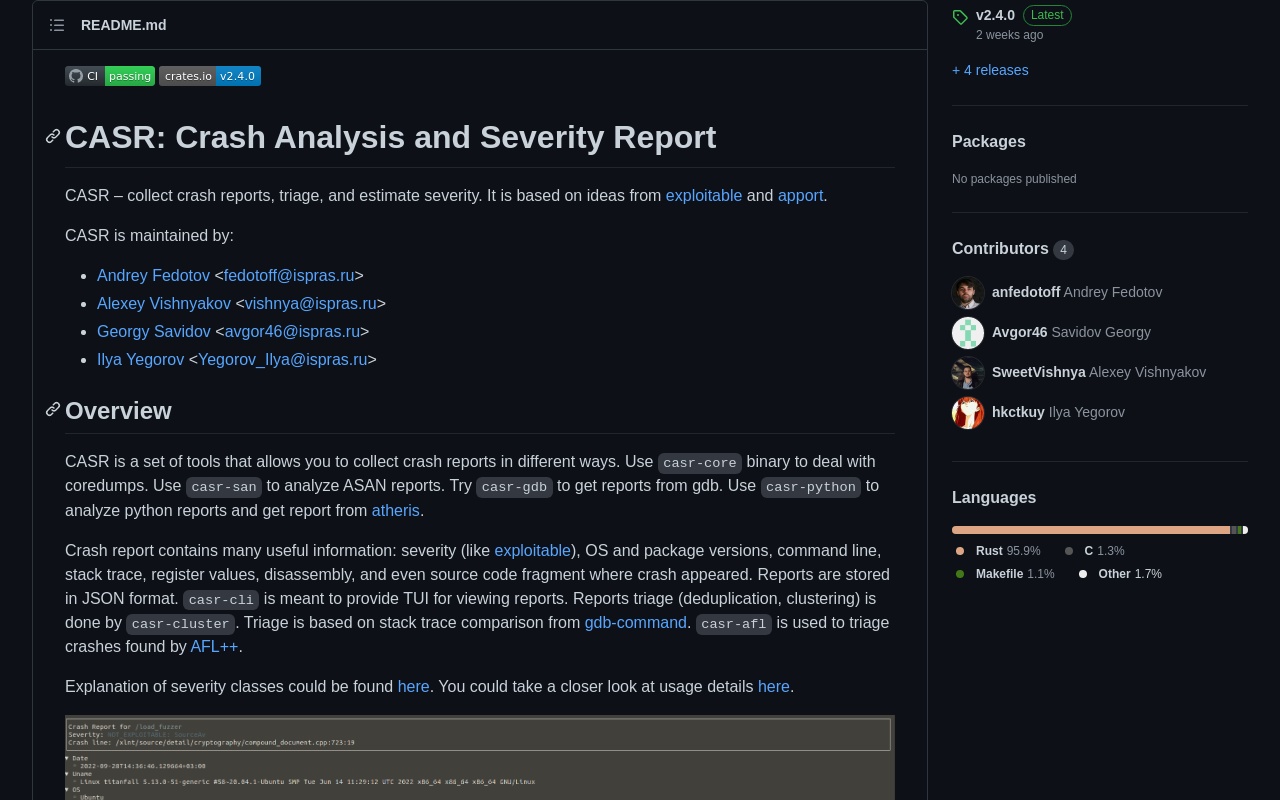 README.md
CI passing crates.io v2.4.0
CASR: Crash Analysis and Severity Report
CASR – collect crash reports, triage, and estimate severity. It is based on ideas from exploitable and apport.
CASR is maintained by:
Andrey Fedotov <fedotoff@ispras.ru>
Alexey Vishnyakov <vishnya@ispras.ru>
Georgy Savidov <avgor46@ispras.ru>
Ilya Yegorov <Yegorov_Ilya@ispras.ru>
Overview
CASR is a set of tools that allows you to collect crash reports in different ways. Use casr-core binary to deal with
coredumps. Use casr-san to analyze ASAN reports. Try casr-gdb to get reports from gdb. Use casr-python to
analyze python reports and get report from atheris.
Crash report contains many useful information: severity (like exploitable), OS and package versions, command line,
stack trace, register values, disassembly, and even source code fragment where crash appeared. Reports are stored
in JSON format. casr-cli is meant to provide TUI for viewing reports. Reports triage (deduplication, clustering) is
done by casr-cluster. Triage is based on stack trace comparison from gdb-command. casr-afl is used to triage
crashes found by AFL++.
Explanation of severity classes could be found here. You could take a closer look at usage details here.
Crash Report for /load_fuzzer
Severity: NOT_EXPLOITABLE: SourceAv
Crash line: /xlnt/source/detail/cryptography/compound_document.cpp:723:19
▼ Date
2022-09-28T14:36:46.129664+03:00
▼ Uname
Linux titanfall 5.13.0-51-generic #58~20.04.1-Ubuntu SMP Tue Jun 14 11:29:12 UTC 2022 x86_64 x86_64 x86_64 GNU/Linux
▼ OS
Ubuntu
v2.4.0 Latest
2 weeks ago
+ 4 releases
Packages
No packages published
Contributors 4
anfedotoff Andrey Fedotov
Avgor46 Savidov Georgy
SweetVishnya Alexey Vishnyakov
hkctkuy Ilya Yegorov
Languages
Rust 95.9% C 1.3%
Makefile 1.1% Other 1.7%